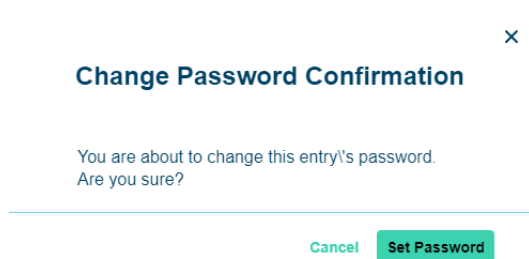 Change Password Confirmation
You are about to change this entry\'s password.
Are you sure?
Cancel Set Password